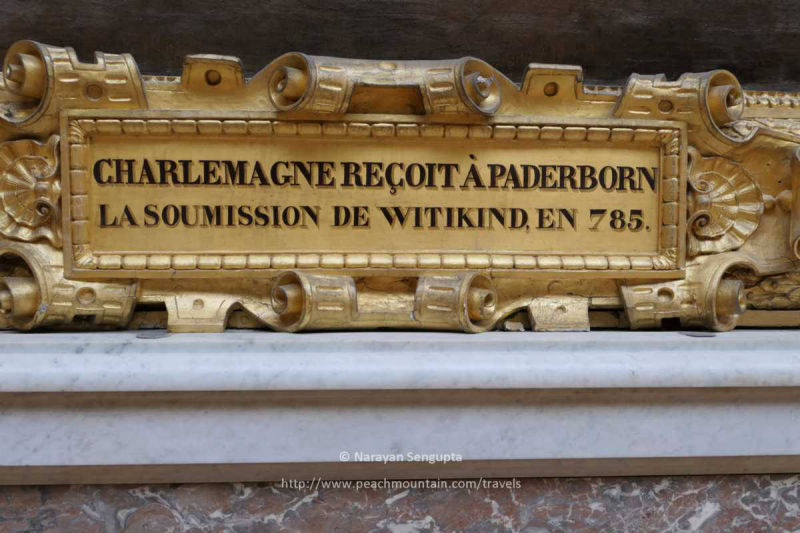 CHARLEMAGNE REÇOIT À PADERBORN
LA SOUMISSION DE WITIKIND, EN 785.
© Narayan Sengupta
http://www.peachmountain.com/travels